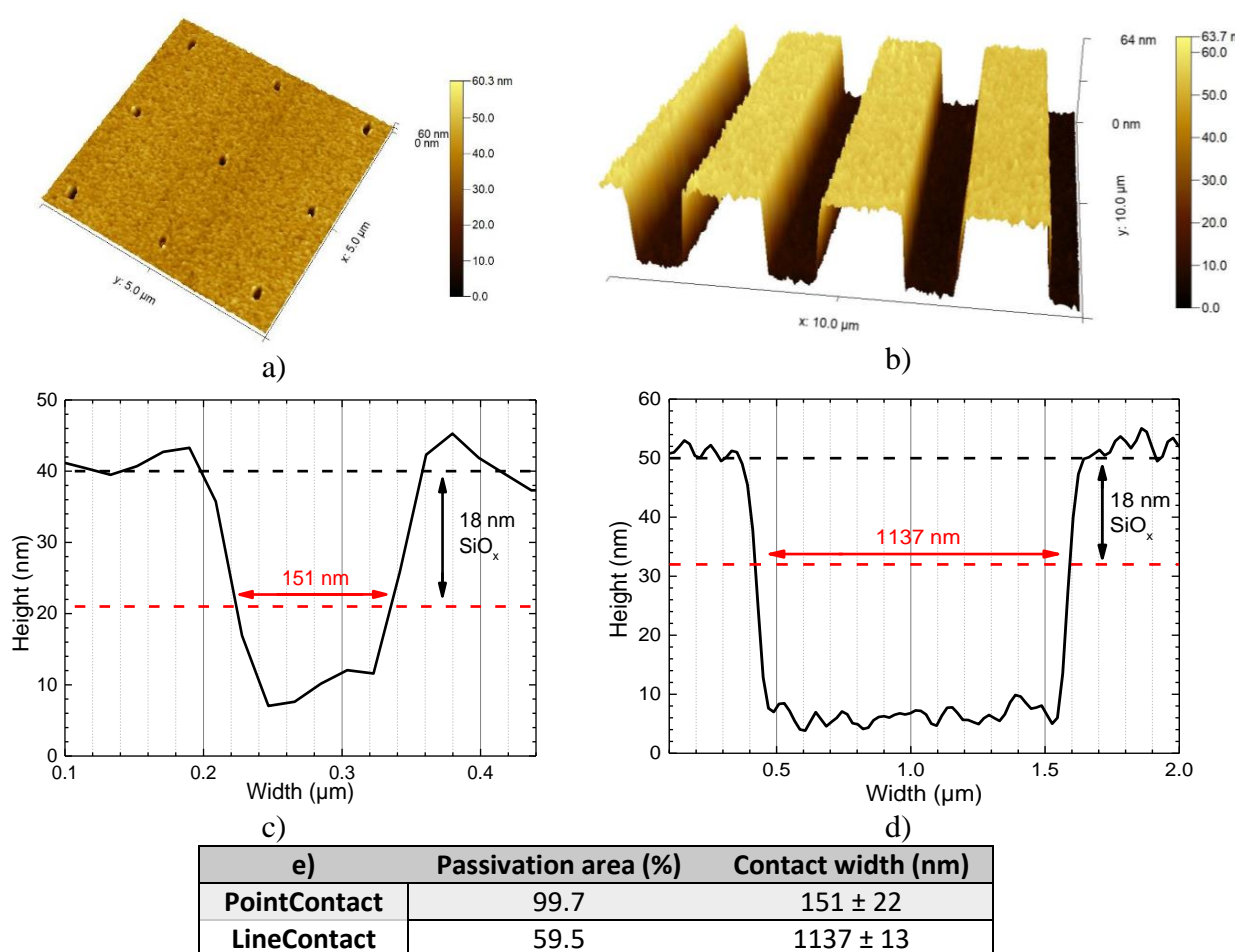 60.3 nm
60 nm
0 nm
50.0
40.0
30.0
20.0
10.0
0.0
x: 5.0 µm
y: 5.0 µm
a)
64 nm
0 nm
y: 10.0 µm
x: 10.0 µm
60.0
50.0
40.0
30.0
20.0
10.0
0.0
b)
50
40
30
20
10
0
Height (nm)
18 nm
SiOₓ
151 nm
0.1
0.2
0.3
0.4
Width (µm)
c)
60
50
40
30
20
10
0
Height (nm)
18 nm
SiOₓ
1137 nm
0.5
1.0
1.5
2.0
Width (µm)
d)
e) Passivation area (%) Contact width (nm)
PointContact 99.7 151 ± 22
LineContact 59.5 1137 ± 13